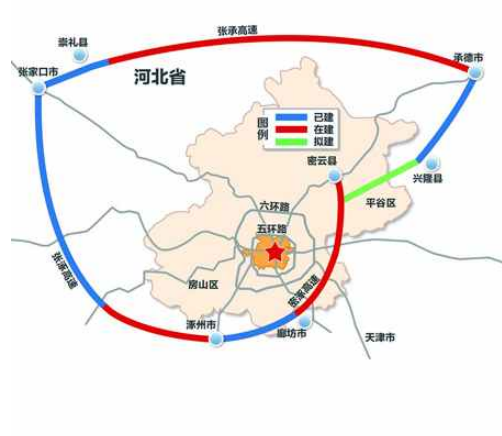 张承高速
崇礼县
承德市
张家口市
河北省
图例
已建
在建
拟建
密云县
兴隆县
平谷区
六环路
五环路
张涿高速
房山区
密涿高速
涿州市
廊坊市
天津市